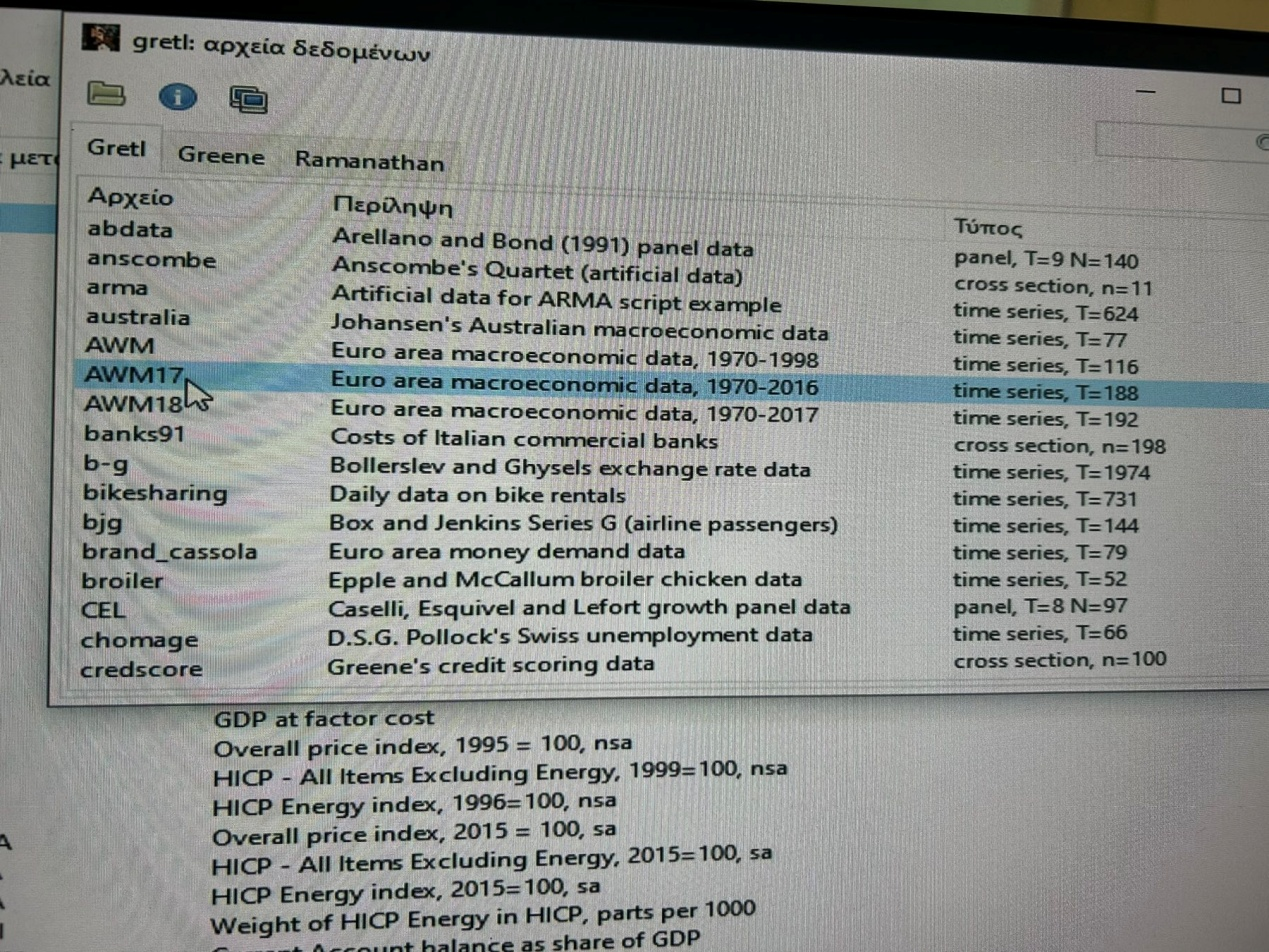 gretl: αρχεία δεδομένων
λεία
Gretl Greene Ramanathan
μετ
Αρχείο Περίληψη Τύπος
abdata Arellano and Bond (1991) panel data panel, T=9 N=140
anscombe Anscombe's Quartet (artificial data) cross section, n=11
arma Artificial data for ARMA script example time series, T=624
australia Johansen's Australian macroeconomic data time series, T=77
AWM Euro area macroeconomic data, 1970-1998 time series, T=116
AWM17 Euro area macroeconomic data, 1970-2016 time series, T=188
AWM18 Euro area macroeconomic data, 1970-2017 time series, T=192
banks91 Costs of Italian commercial banks cross section, n=198
b-g Bollerslev and Ghysels exchange rate data time series, T=1974
bikesharing Daily data on bike rentals time series, T=731
bjg Box and Jenkins Series G (airline passengers) time series, T=144
brand_cassola Euro area money demand data time series, T=79
broiler Epple and McCallum broiler chicken data time series, T=52
CEL Caselli, Esquivel and Lefort growth panel data panel, T=8 N=97
chomage D.S.G. Pollock's Swiss unemployment data time series, T=66
credscore Greene's credit scoring data cross section, n=100
GDP at factor cost
Overall price index, 1995 = 100, nsa
HICP - All Items Excluding Energy, 1999=100, nsa
HICP Energy index, 1996=100, nsa
Overall price index, 2015 = 100, sa
HICP - All Items Excluding Energy, 2015=100, sa
HICP Energy index, 2015=100, sa
Weight of HICP Energy in HICP, parts per 1000
Current Account balance as share of GDP